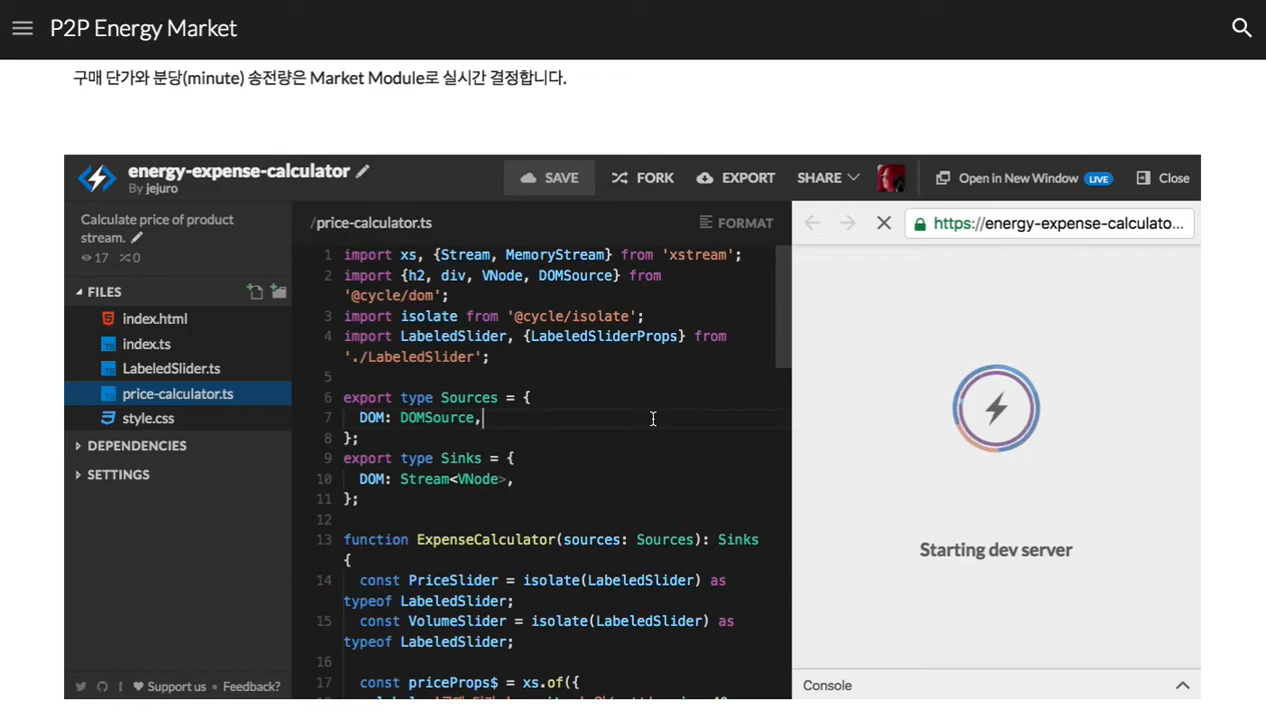 P2P Energy Market
구매 단가와 분당(minute) 송전량은 Market Module로 실시간 결정합니다.
energy-expense-calculator
By jejuro
SAVE
FORK
EXPORT
SHARE
Open in New Window LIVE
Close
Calculate price of product
stream.
17 0
FILES
index.html
index.ts
LabeledSlider.ts
price-calculator.ts
style.css
DEPENDENCIES
SETTINGS
Support us • Feedback?
/price-calculator.ts
FORMAT
1 import xs, {Stream, MemoryStream} from 'xstream';
2 import {h2, div, VNode, DOMSource} from
'@cycle/dom';
3 import isolate from '@cycle/isolate';
4 import LabeledSlider, {LabeledSliderProps} from
'./LabeledSlider';
5
6 export type Sources = {
7 DOM: DOMSource,
8 };
9 export type Sinks = {
10 DOM: Stream<VNode>,
11 };
12
13 function ExpenseCalculator(sources: Sources): Sinks
{
14 const PriceSlider = isolate(LabeledSlider) as
typeof LabeledSlider;
15 const VolumeSlider = isolate(LabeledSlider) as
typeof LabeledSlider;
16
17 const priceProps$ = xs.of({
https://energy-expense-calculato...
Starting dev server
Console